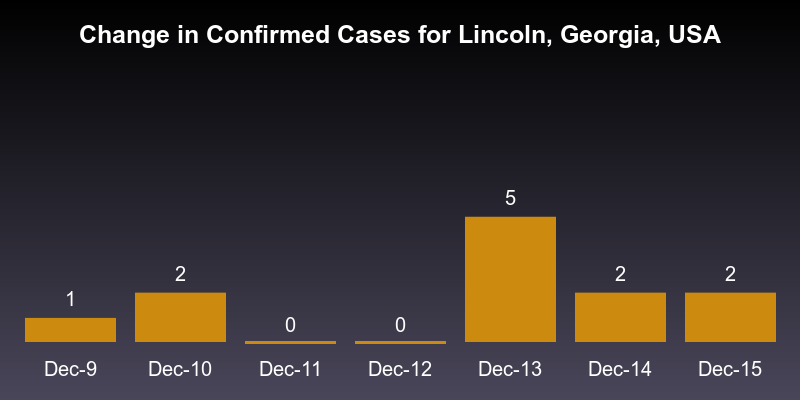 Change in Confirmed Cases for Lincoln, Georgia, USA
1 2 0 0 5 2 2
Dec-9 Dec-10 Dec-11 Dec-12 Dec-13 Dec-14 Dec-15